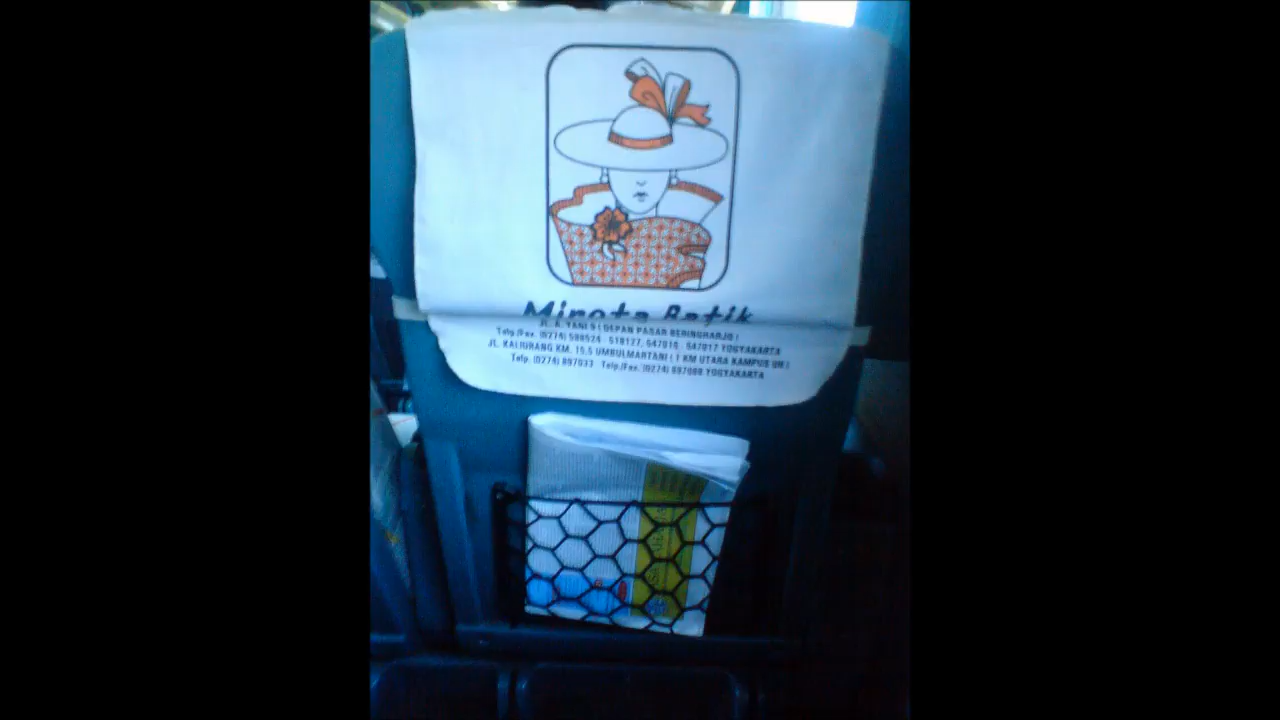 Mirota Batik
JL. A. YANI 9 ( DEPAN PASAR BERINGHARJO )
Telp./Fax. (0274) 588524 - 518127, 547016 - 547017 YOGYAKARTA
JL. KALIURANG KM. 15,5 UMBULMARTANI ( 1 KM UTARA KAMPUS UII )
Telp. (0274) 897033 Telp./Fax. (0274) 897088 YOGYAKARTA